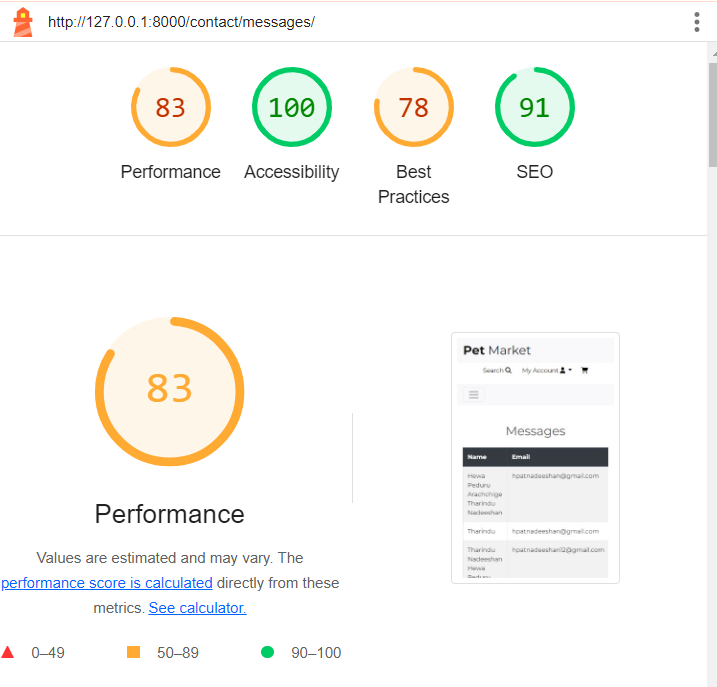 http://127.0.0.1:8000/contact/messages/
83
100
78
91
Performance
Accessibility
Best
Practices
SEO
83
Performance
Values are estimated and may vary. The
performance score is calculated directly from these
metrics. See calculator.
0–49
50–89
90–100
Pet Market
Search
My Account
Messages
Name Email
Hewa hpatnadeeshan@gmail.com
Peduru
Arachchige
Tharindu
Nadeeshan
Tharindu hpatnadeeshan@gmail.com
Tharindu hpatnadeeshan12@gmail.com
Nadeeshan
Hewa
Peduru